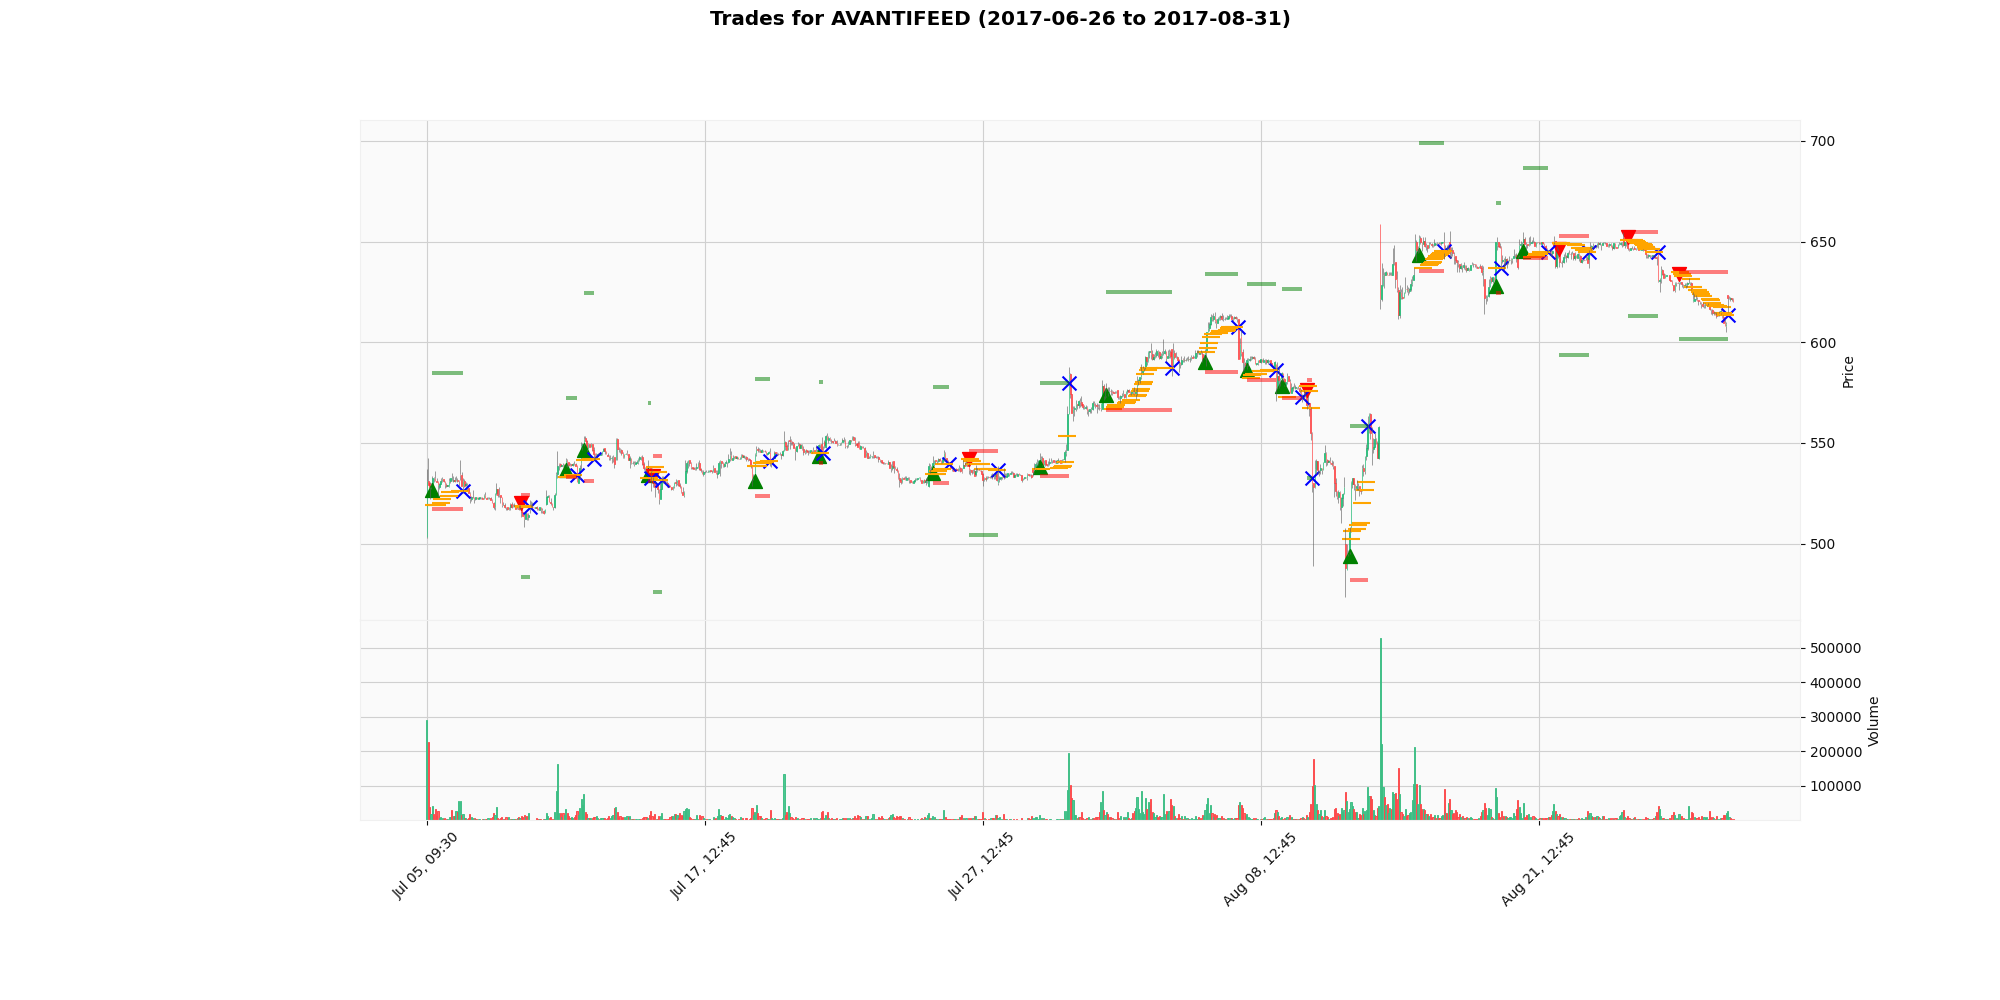 Trades for AVANTIFEED (2017-06-26 to 2017-08-31)
700
650
600
550
500
Price
500000
400000
300000
200000
100000
Volume
Jul 05, 09:30
Jul 17, 12:45
Jul 27, 12:45
Aug 08, 12:45
Aug 21, 12:45